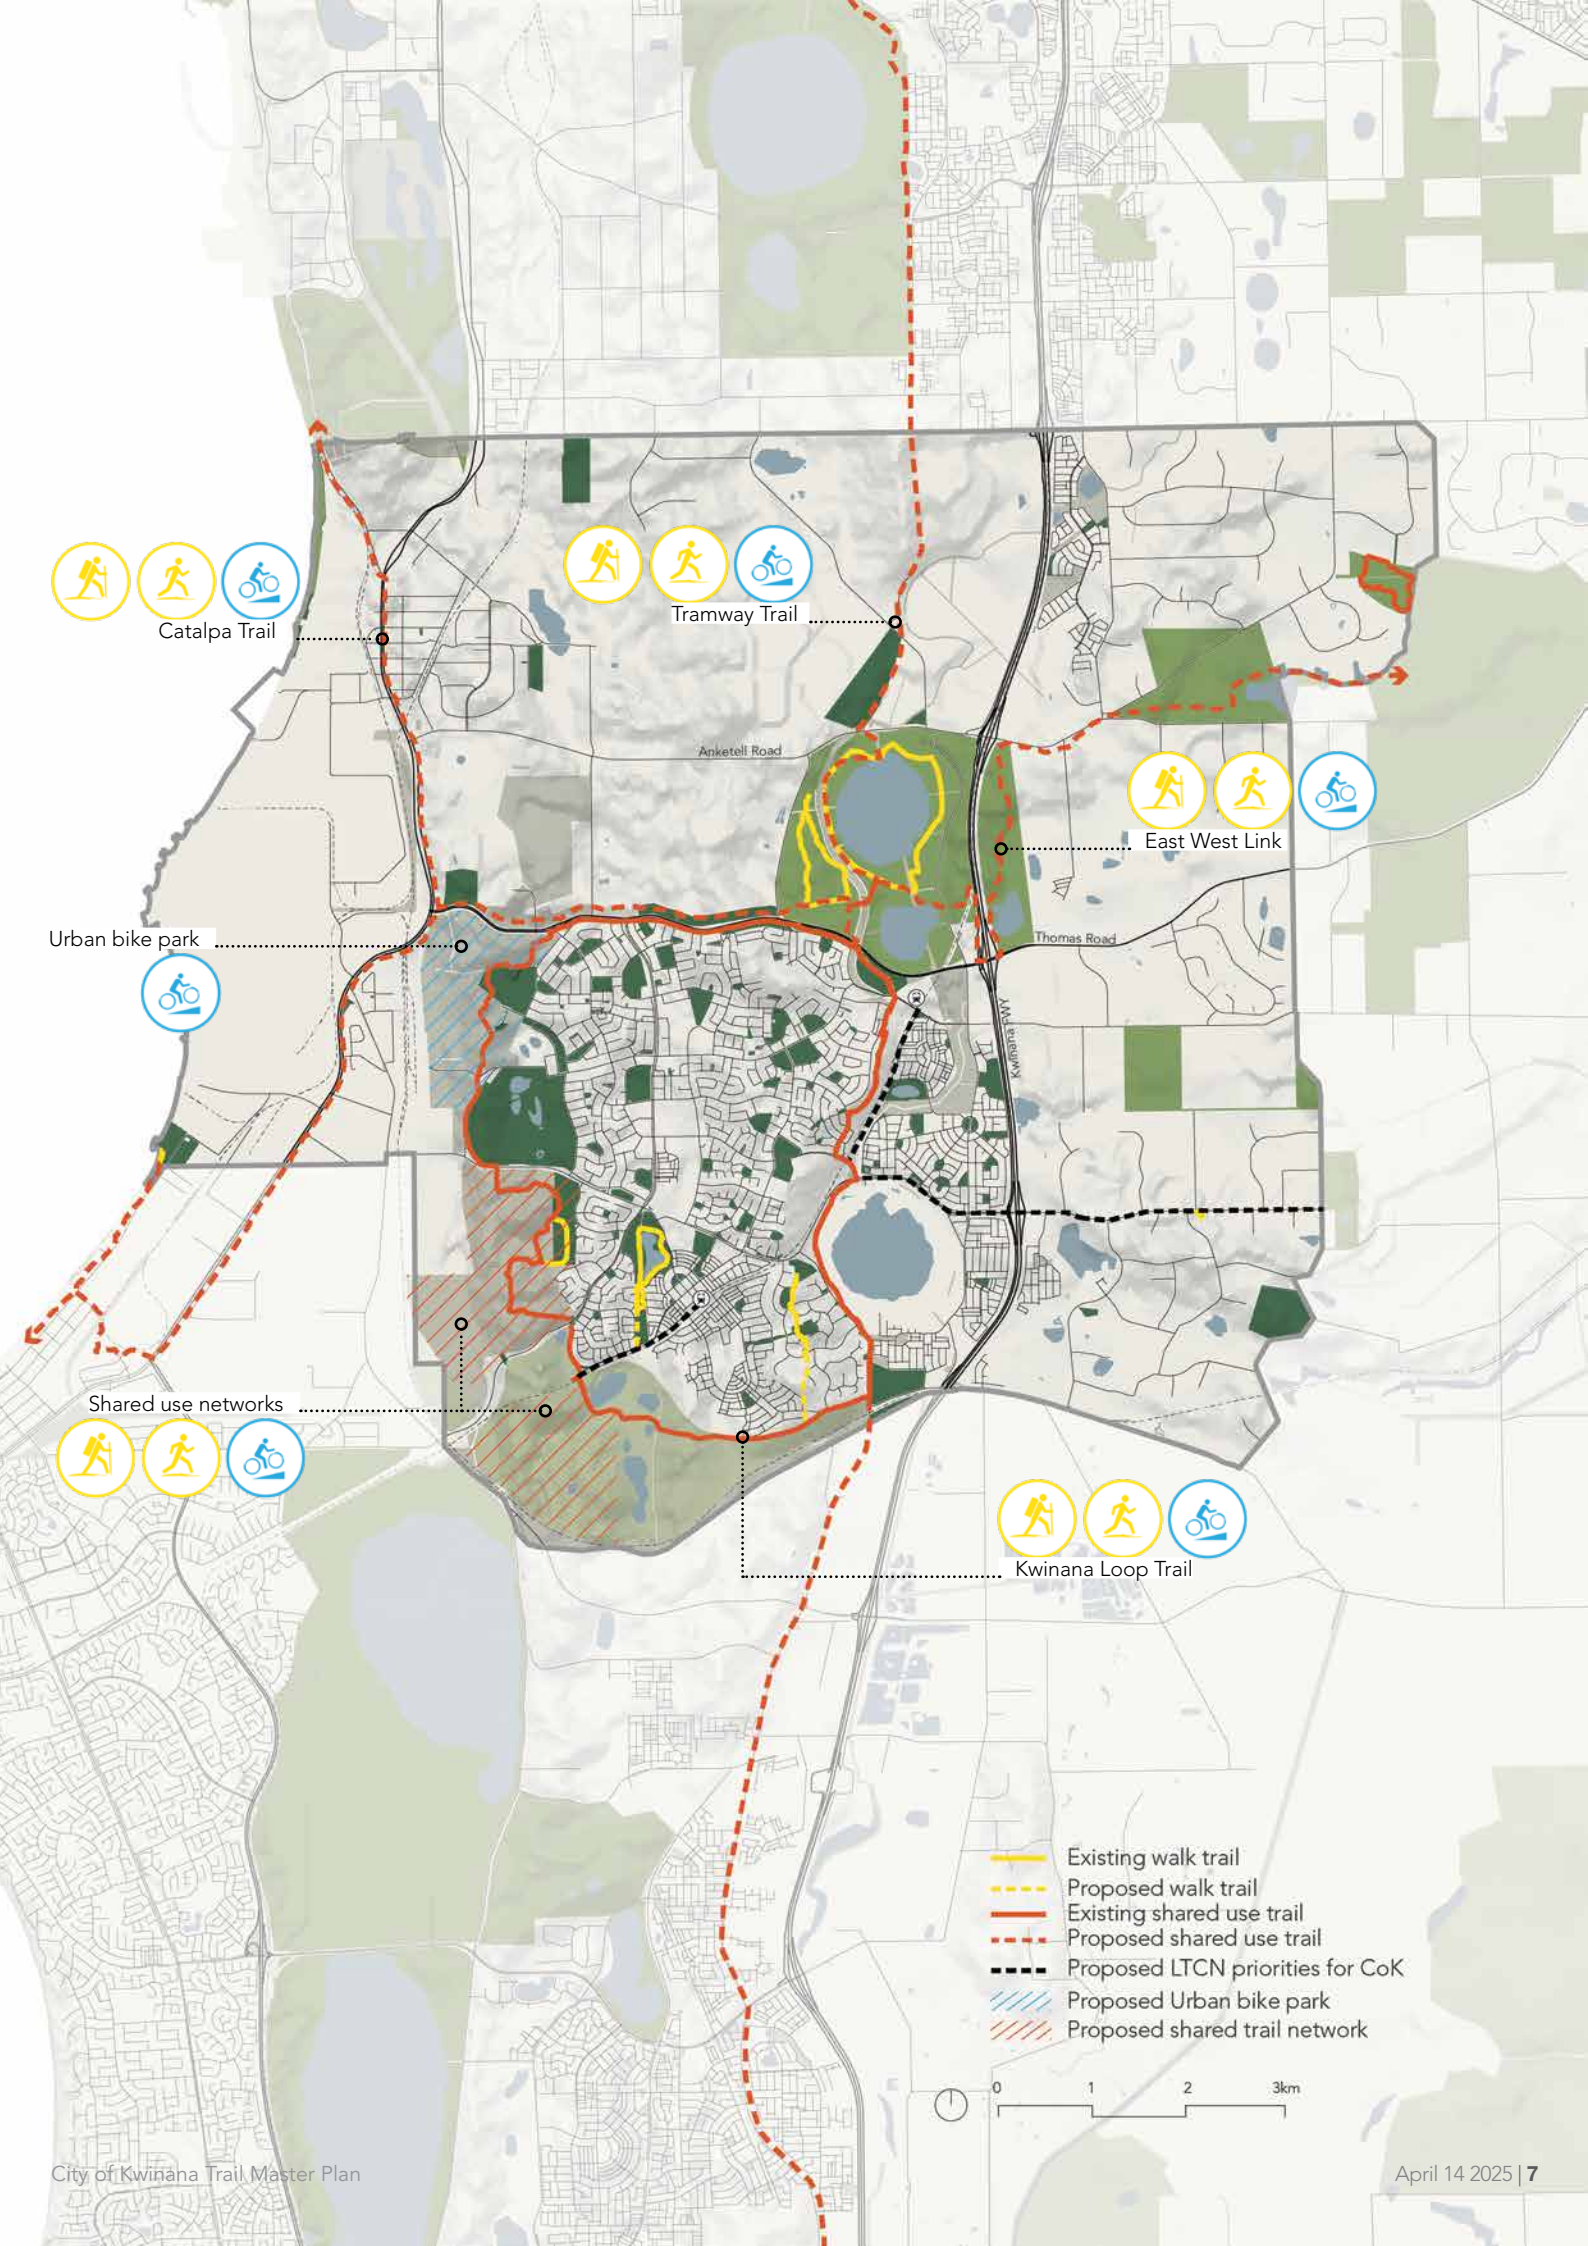 Catalpa Trail
Tramway Trail
Anketell Road
East West Link
Urban bike park
Thomas Road
Kwinana HWY
Shared use networks
Kwinana Loop Trail
Existing walk trail
Proposed walk trail
Existing shared use trail
Proposed shared use trail
Proposed LTCN priorities for CoK
Proposed Urban bike park
Proposed shared trail network
0 1 2 3km
City of Kwinana Trail Master Plan
April 14 2025 | 7